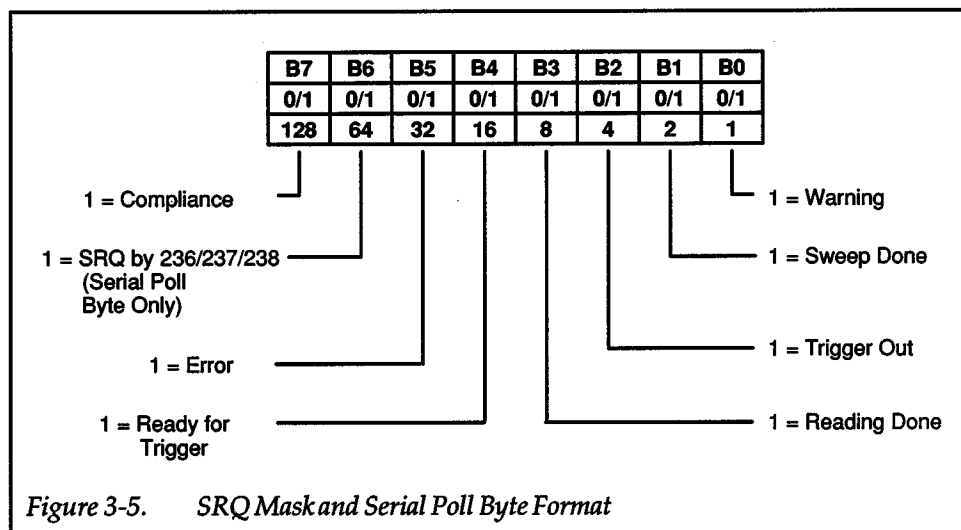 B7 B6 B5 B4 B3 B2 B1 B0
0/1 0/1 0/1 0/1 0/1 0/1 0/1 0/1
128 64 32 16 8 4 2 1
1 = Compliance
1 = Warning
1 = SRQ by 236/237/238
(Serial Poll
Byte Only)
1 = Sweep Done
1 = Error
1 = Trigger Out
1 = Ready for
Trigger
1 = Reading Done
Figure 3-5. SRQ Mask and Serial Poll Byte Format